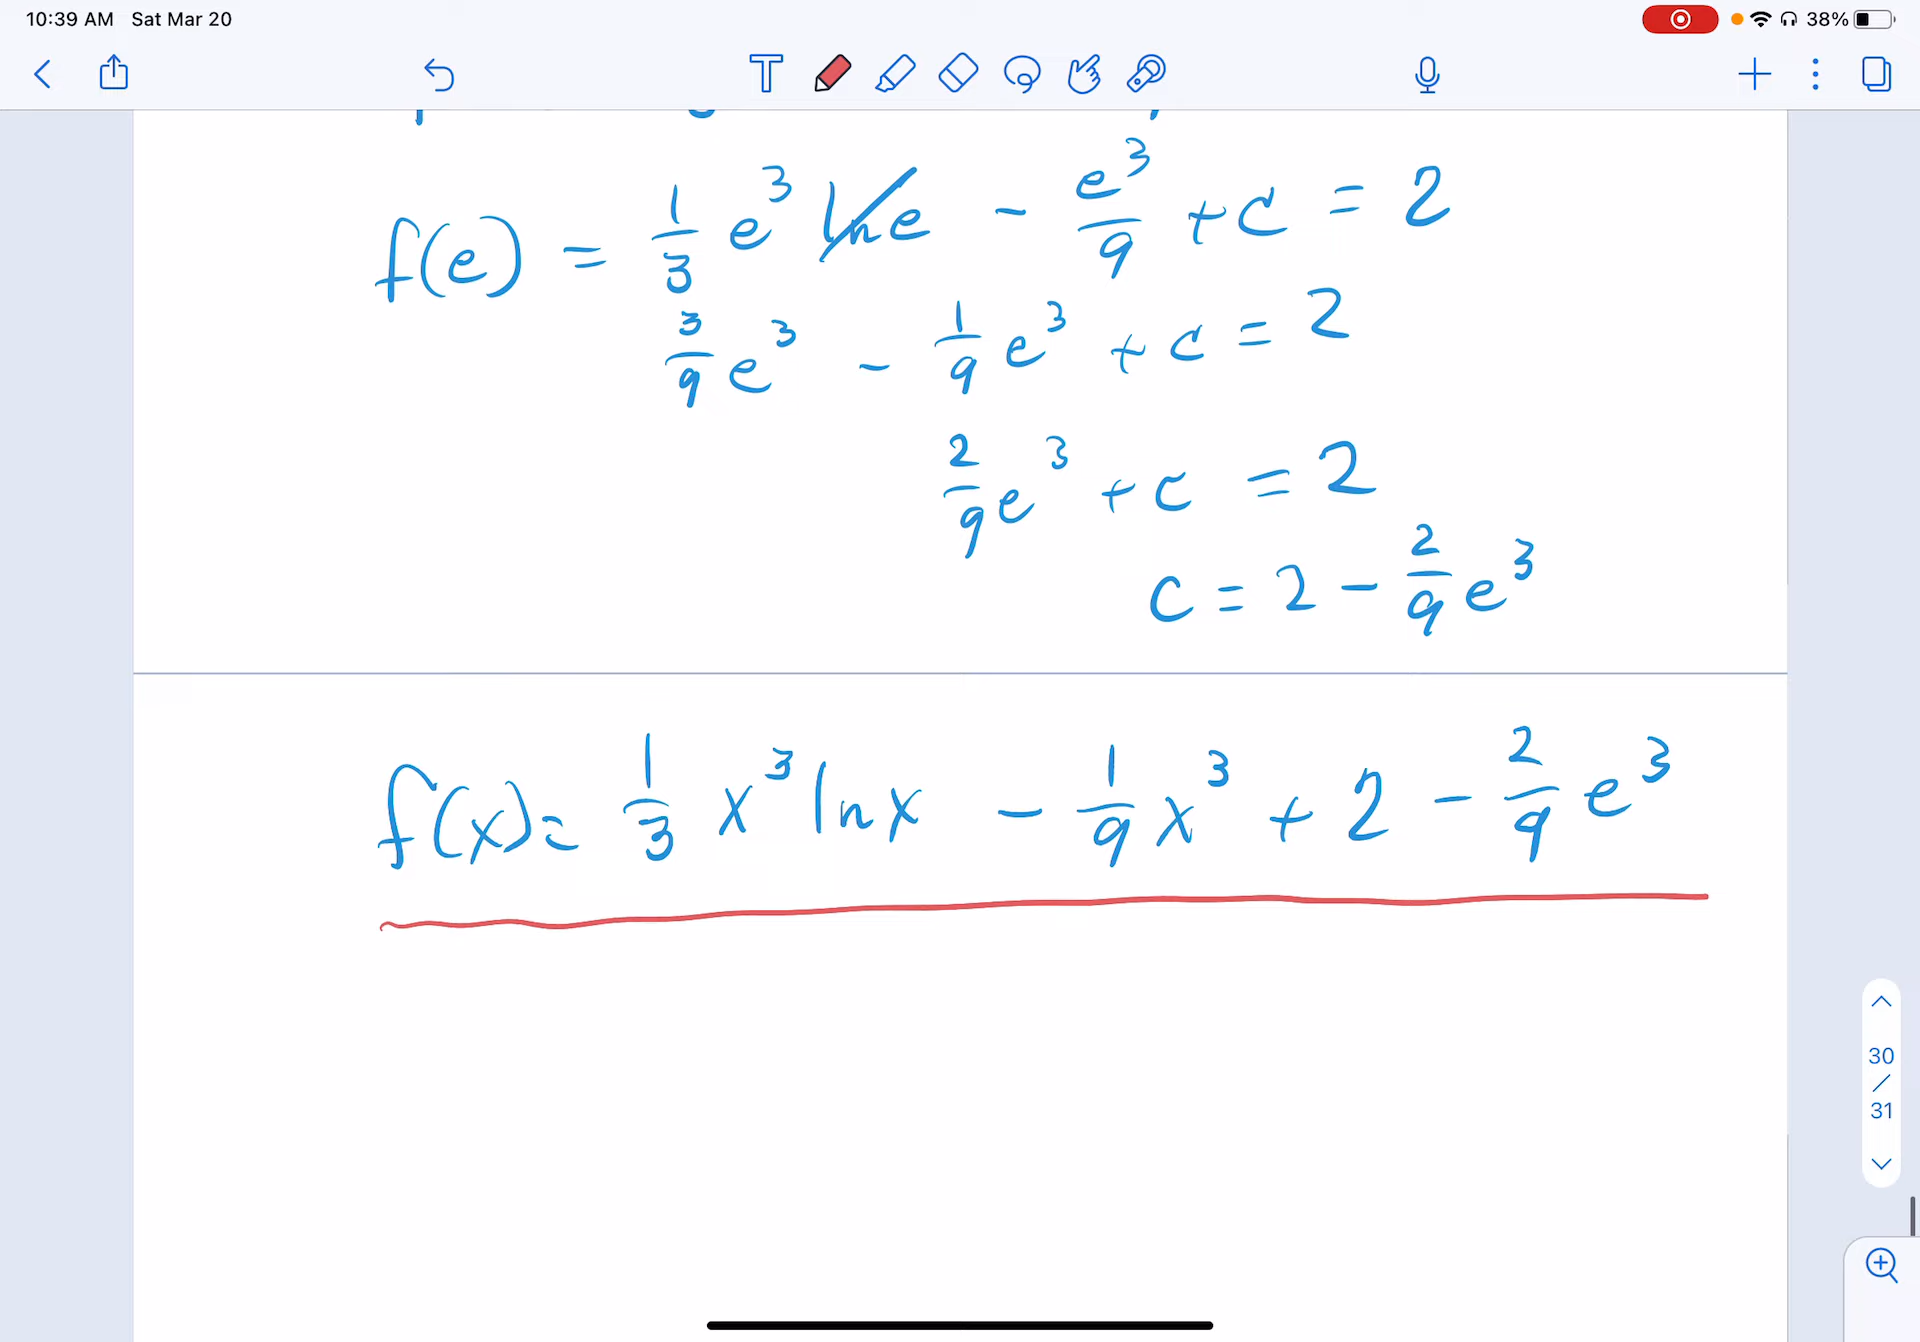 10:39 AM Sat Mar 20 38%
T
f(e) = 1/3 e^3 ln e - e^3/9 + c = 2
3/9 e^3 - 1/9 e^3 + c = 2
2/9 e^3 + c = 2
c = 2 - 2/9 e^3
f(x) = 1/3 x^3 ln x - 1/9 x^3 + 2 - 2/9 e^3
30
/
31